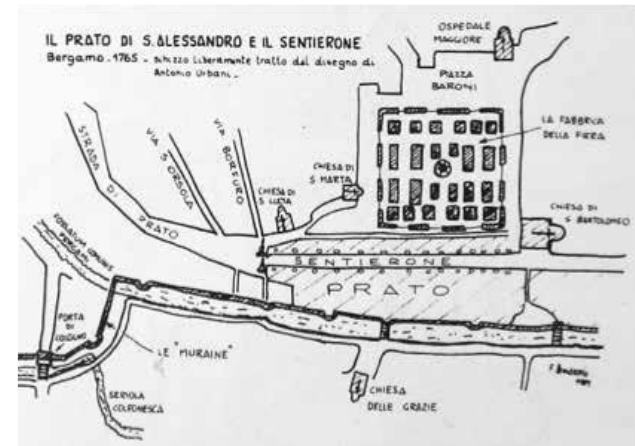 IL PRATO DI S. ALESSANDRO E IL SENTIERONE
Bergamo - 1765 - schizzo liberamente tratto dal disegno di
Antonio Urbani -
OSPEDALE
MAGGIORE
PIAZZA
BARONI
LA FABBRICA
DELLA FIERA
STRADA DI PRATO
VIA S. ORSOLA
VIA BORFURO
CHIESA DI
S. LUCIA
CHIESA DI
S. MARTA
CHIESA DI
S. BARTOLOMEO
SENTIERONE
PRATO
COMUNIS
PERGAMI
PORTA
DI
LE "MURAINE"
SERIOLA
COLEONESCA
CHIESA
DELLE GRAZIE